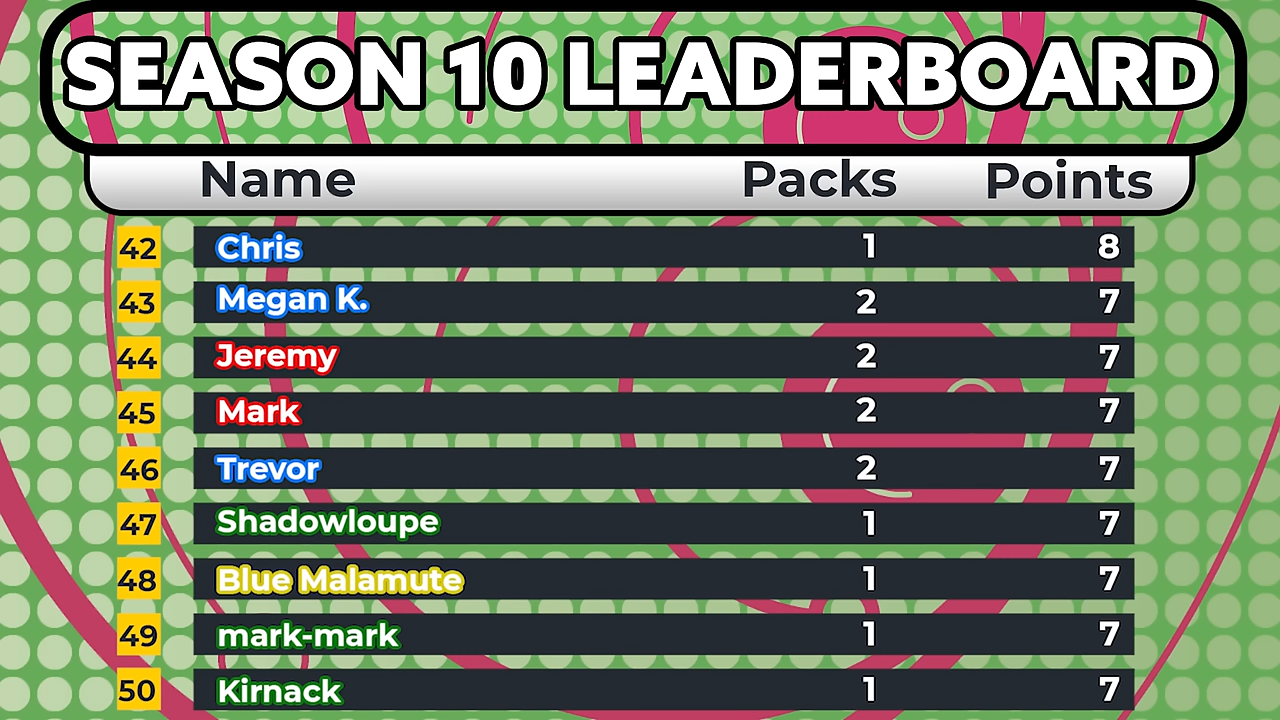 SEASON 10 LEADERBOARD
Name Packs Points
42 Chris 1 8
43 Megan K. 2 7
44 Jeremy 2 7
45 Mark 2 7
46 Trevor 2 7
47 Shadowloupe 1 7
48 Blue Malamute 1 7
49 mark-mark 1 7
50 Kirnack 1 7